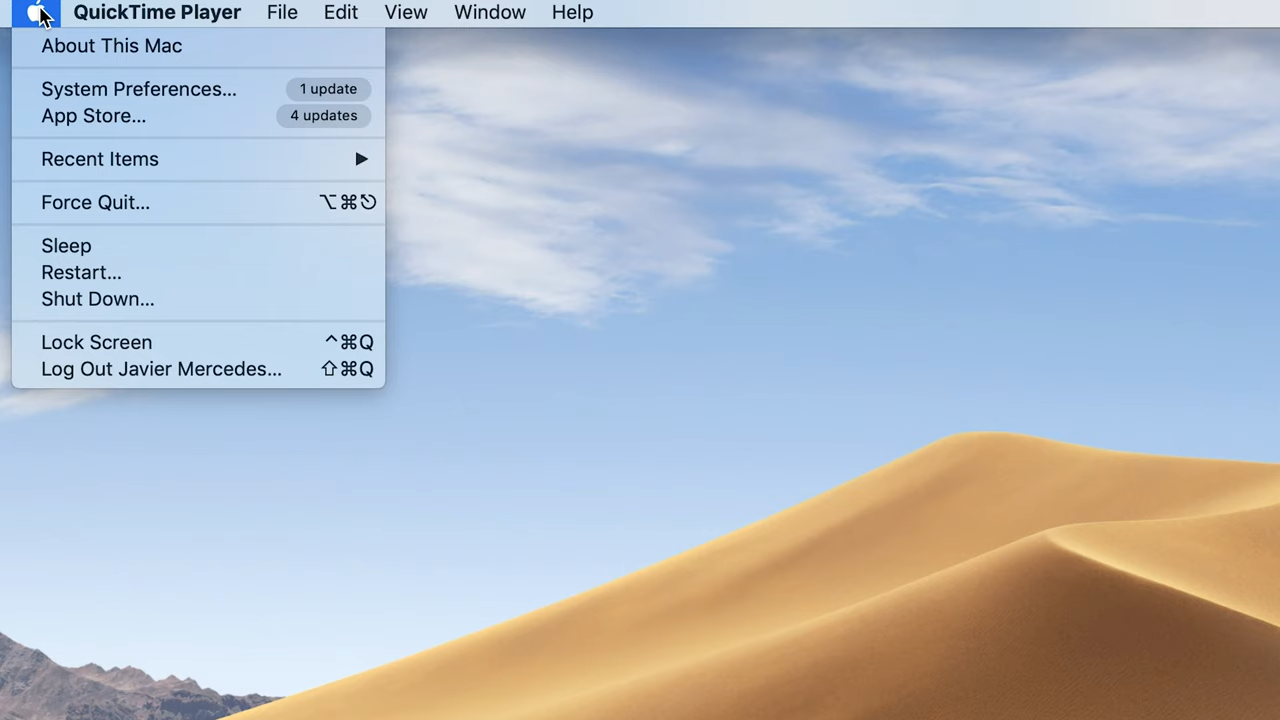 QuickTime Player File Edit View Window Help
About This Mac
System Preferences... 1 update
App Store... 4 updates
Recent Items ▶
Force Quit... ⌥⌘⎋
Sleep
Restart...
Shut Down...
Lock Screen ^⌘Q
Log Out Javier Mercedes... ⇧⌘Q